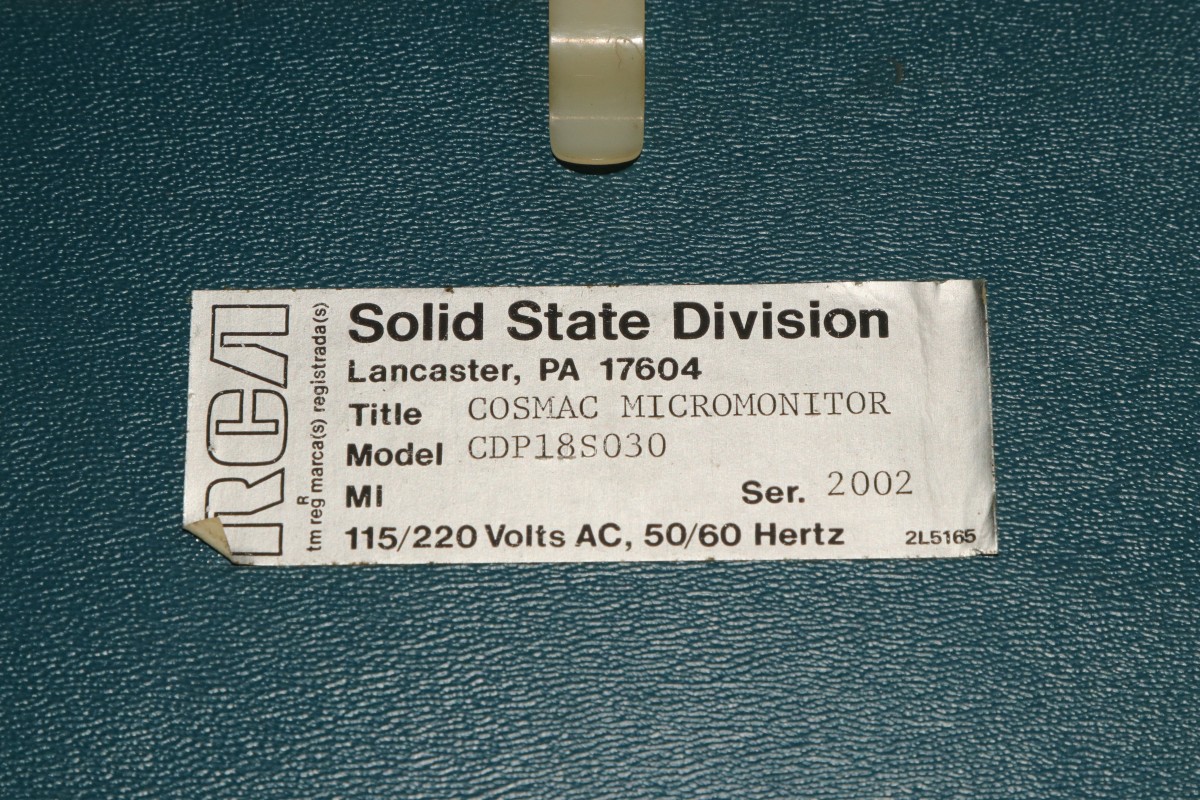 RCA
tm reg marca(s) registrada(s)
R
Solid State Division
Lancaster, PA 17604
Title COSMAC MICROMONITOR
Model CDP18S030
Mi Ser. 2002
115/220 Volts AC, 50/60 Hertz 2L5165